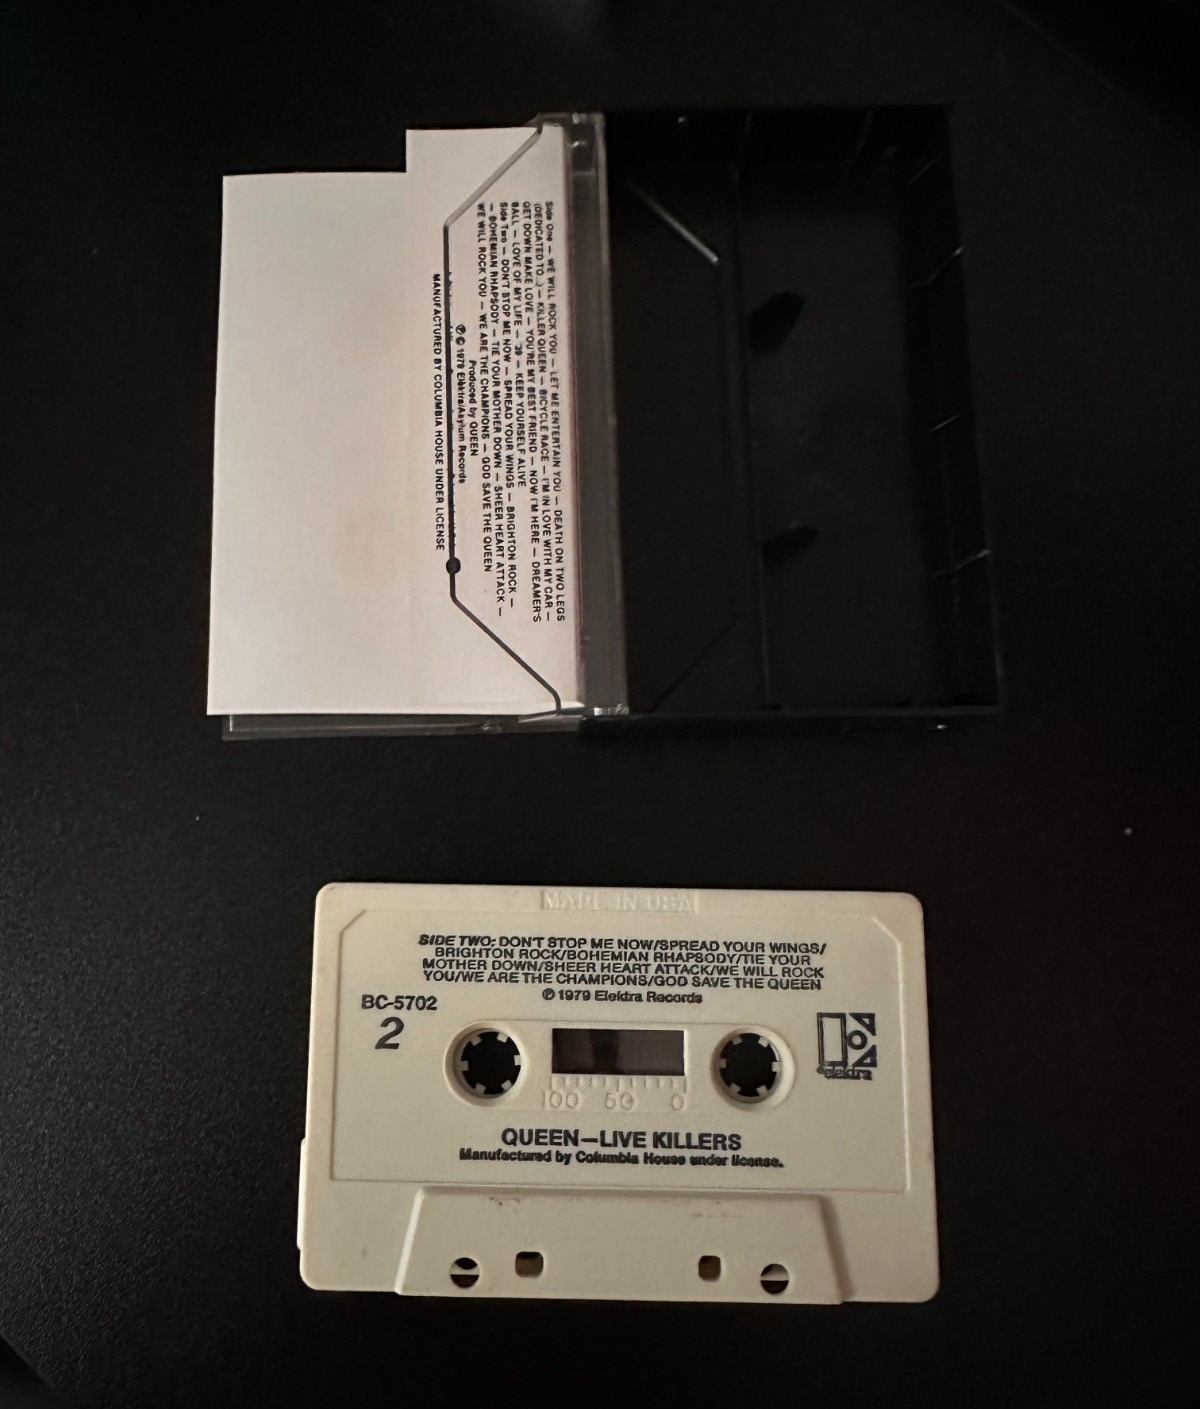 Side One — WE WILL ROCK YOU — LET ME ENTERTAIN YOU — DEATH ON TWO LEGS
(DEDICATED TO...) — KILLER QUEEN — BICYCLE RACE — I'M IN LOVE WITH MY CAR —
GET DOWN MAKE LOVE — YOU'RE MY BEST FRIEND — NOW I'M HERE — DREAMER'S
BALL — LOVE OF MY LIFE — '39 — KEEP YOURSELF ALIVE
Side Two — DON'T STOP ME NOW — SPREAD YOUR WINGS — BRIGHTON ROCK —
— BOHEMIAN RHAPSODY — TIE YOUR MOTHER DOWN — SHEER HEART ATTACK —
WE WILL ROCK YOU — WE ARE THE CHAMPIONS — GOD SAVE THE QUEEN
Produced by QUEEN
℗ © 1979 Elektra/Asylum Records
MANUFACTURED BY COLUMBIA HOUSE UNDER LICENSE
MADE IN USA
SIDE TWO: DON'T STOP ME NOW/SPREAD YOUR WINGS/
BRIGHTON ROCK/BOHEMIAN RHAPSODY/TIE YOUR
MOTHER DOWN/SHEER HEART ATTACK/WE WILL ROCK
YOU/WE ARE THE CHAMPIONS/GOD SAVE THE QUEEN
℗ 1979 Elektra Records
BC-5702
2
elektra
100 50 0
QUEEN—LIVE KILLERS
Manufactured by Columbia House under license.